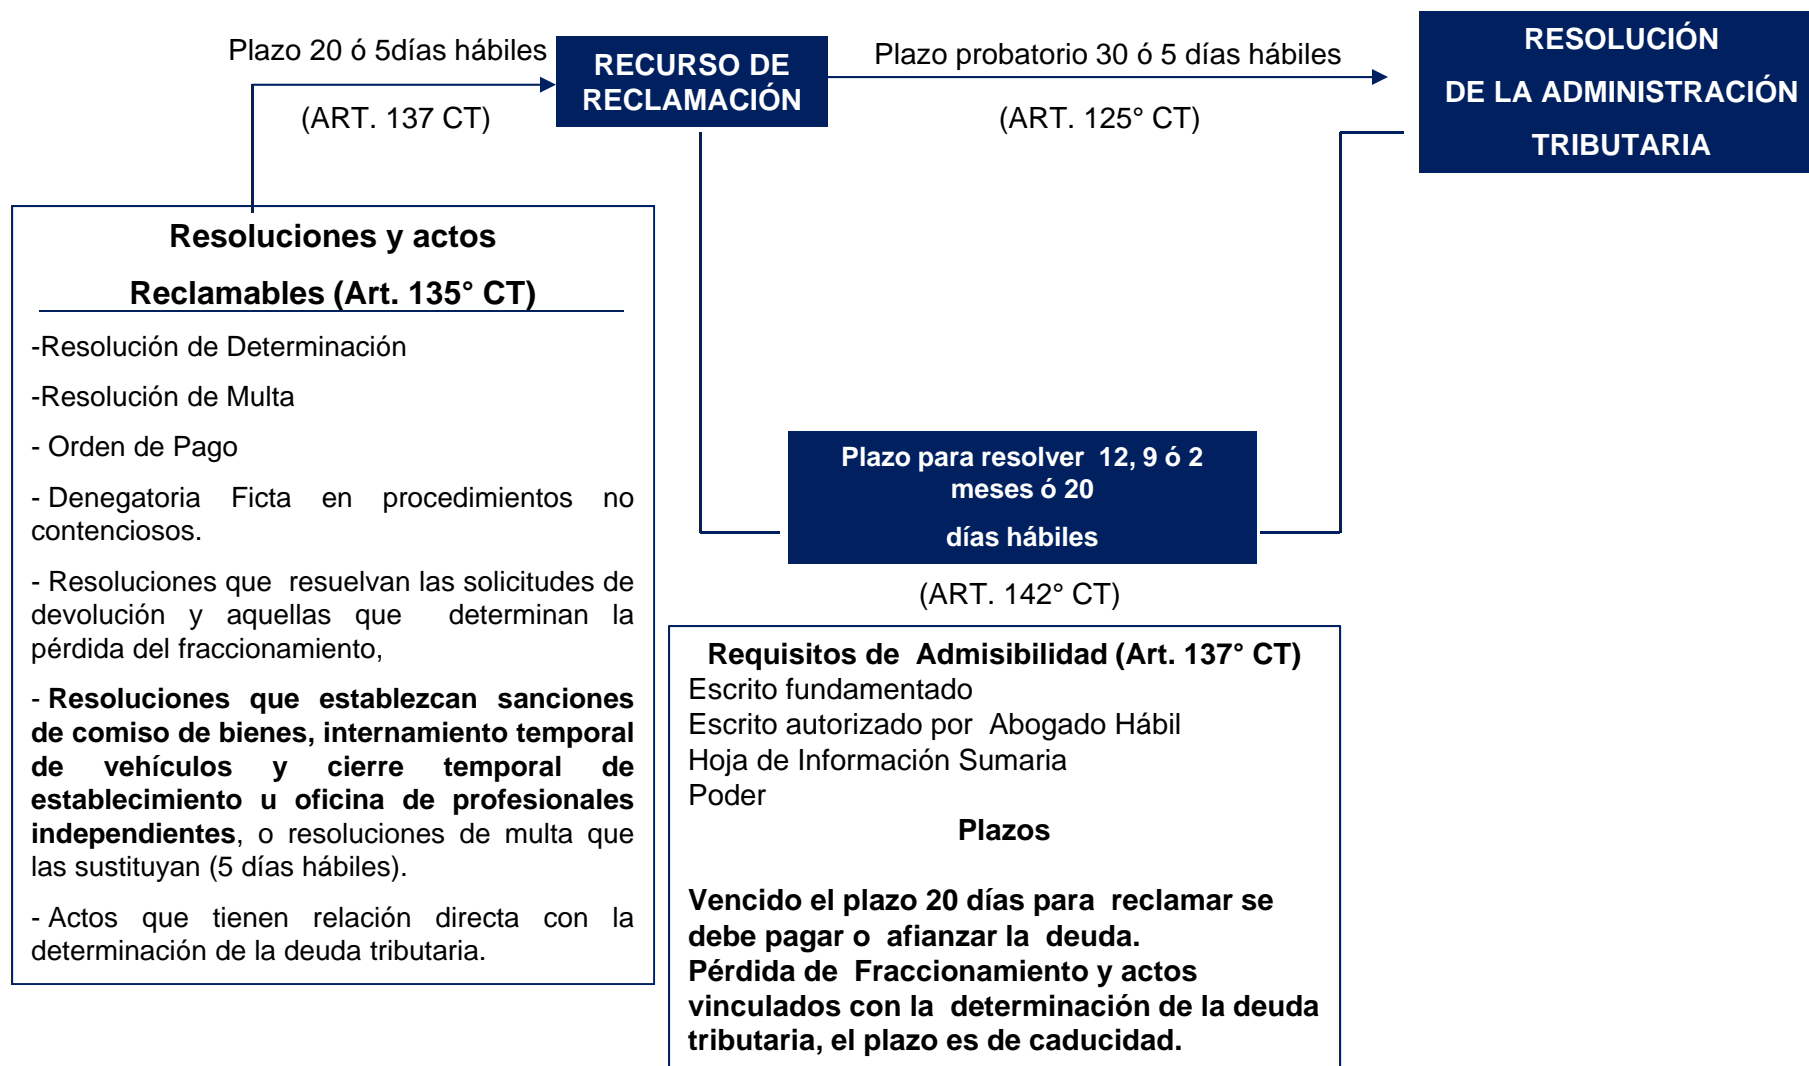 Plazo 20 ó 5días hábiles
(ART. 137 CT)
RECURSO DE
RECLAMACIÓN
Plazo probatorio 30 ó 5 días hábiles
(ART. 125° CT)
RESOLUCIÓN
DE LA ADMINISTRACIÓN
TRIBUTARIA
Resoluciones y actos
Reclamables (Art. 135° CT)
-Resolución de Determinación
-Resolución de Multa
- Orden de Pago
- Denegatoria Ficta en procedimientos no
contenciosos.
- Resoluciones que resuelvan las solicitudes de
devolución y aquellas que determinan la
pérdida del fraccionamiento,
- Resoluciones que establezcan sanciones
de comiso de bienes, internamiento temporal
de vehículos y cierre temporal de
establecimiento u oficina de profesionales
independientes, o resoluciones de multa que
las sustituyan (5 días hábiles).
- Actos que tienen relación directa con la
determinación de la deuda tributaria.
Plazo para resolver 12, 9 ó 2
meses ó 20
días hábiles
(ART. 142° CT)
Requisitos de Admisibilidad (Art. 137° CT)
Escrito fundamentado
Escrito autorizado por Abogado Hábil
Hoja de Información Sumaria
Poder
Plazos
Vencido el plazo 20 días para reclamar se
debe pagar o afianzar la deuda.
Pérdida de Fraccionamiento y actos
vinculados con la determinación de la deuda
tributaria, el plazo es de caducidad.